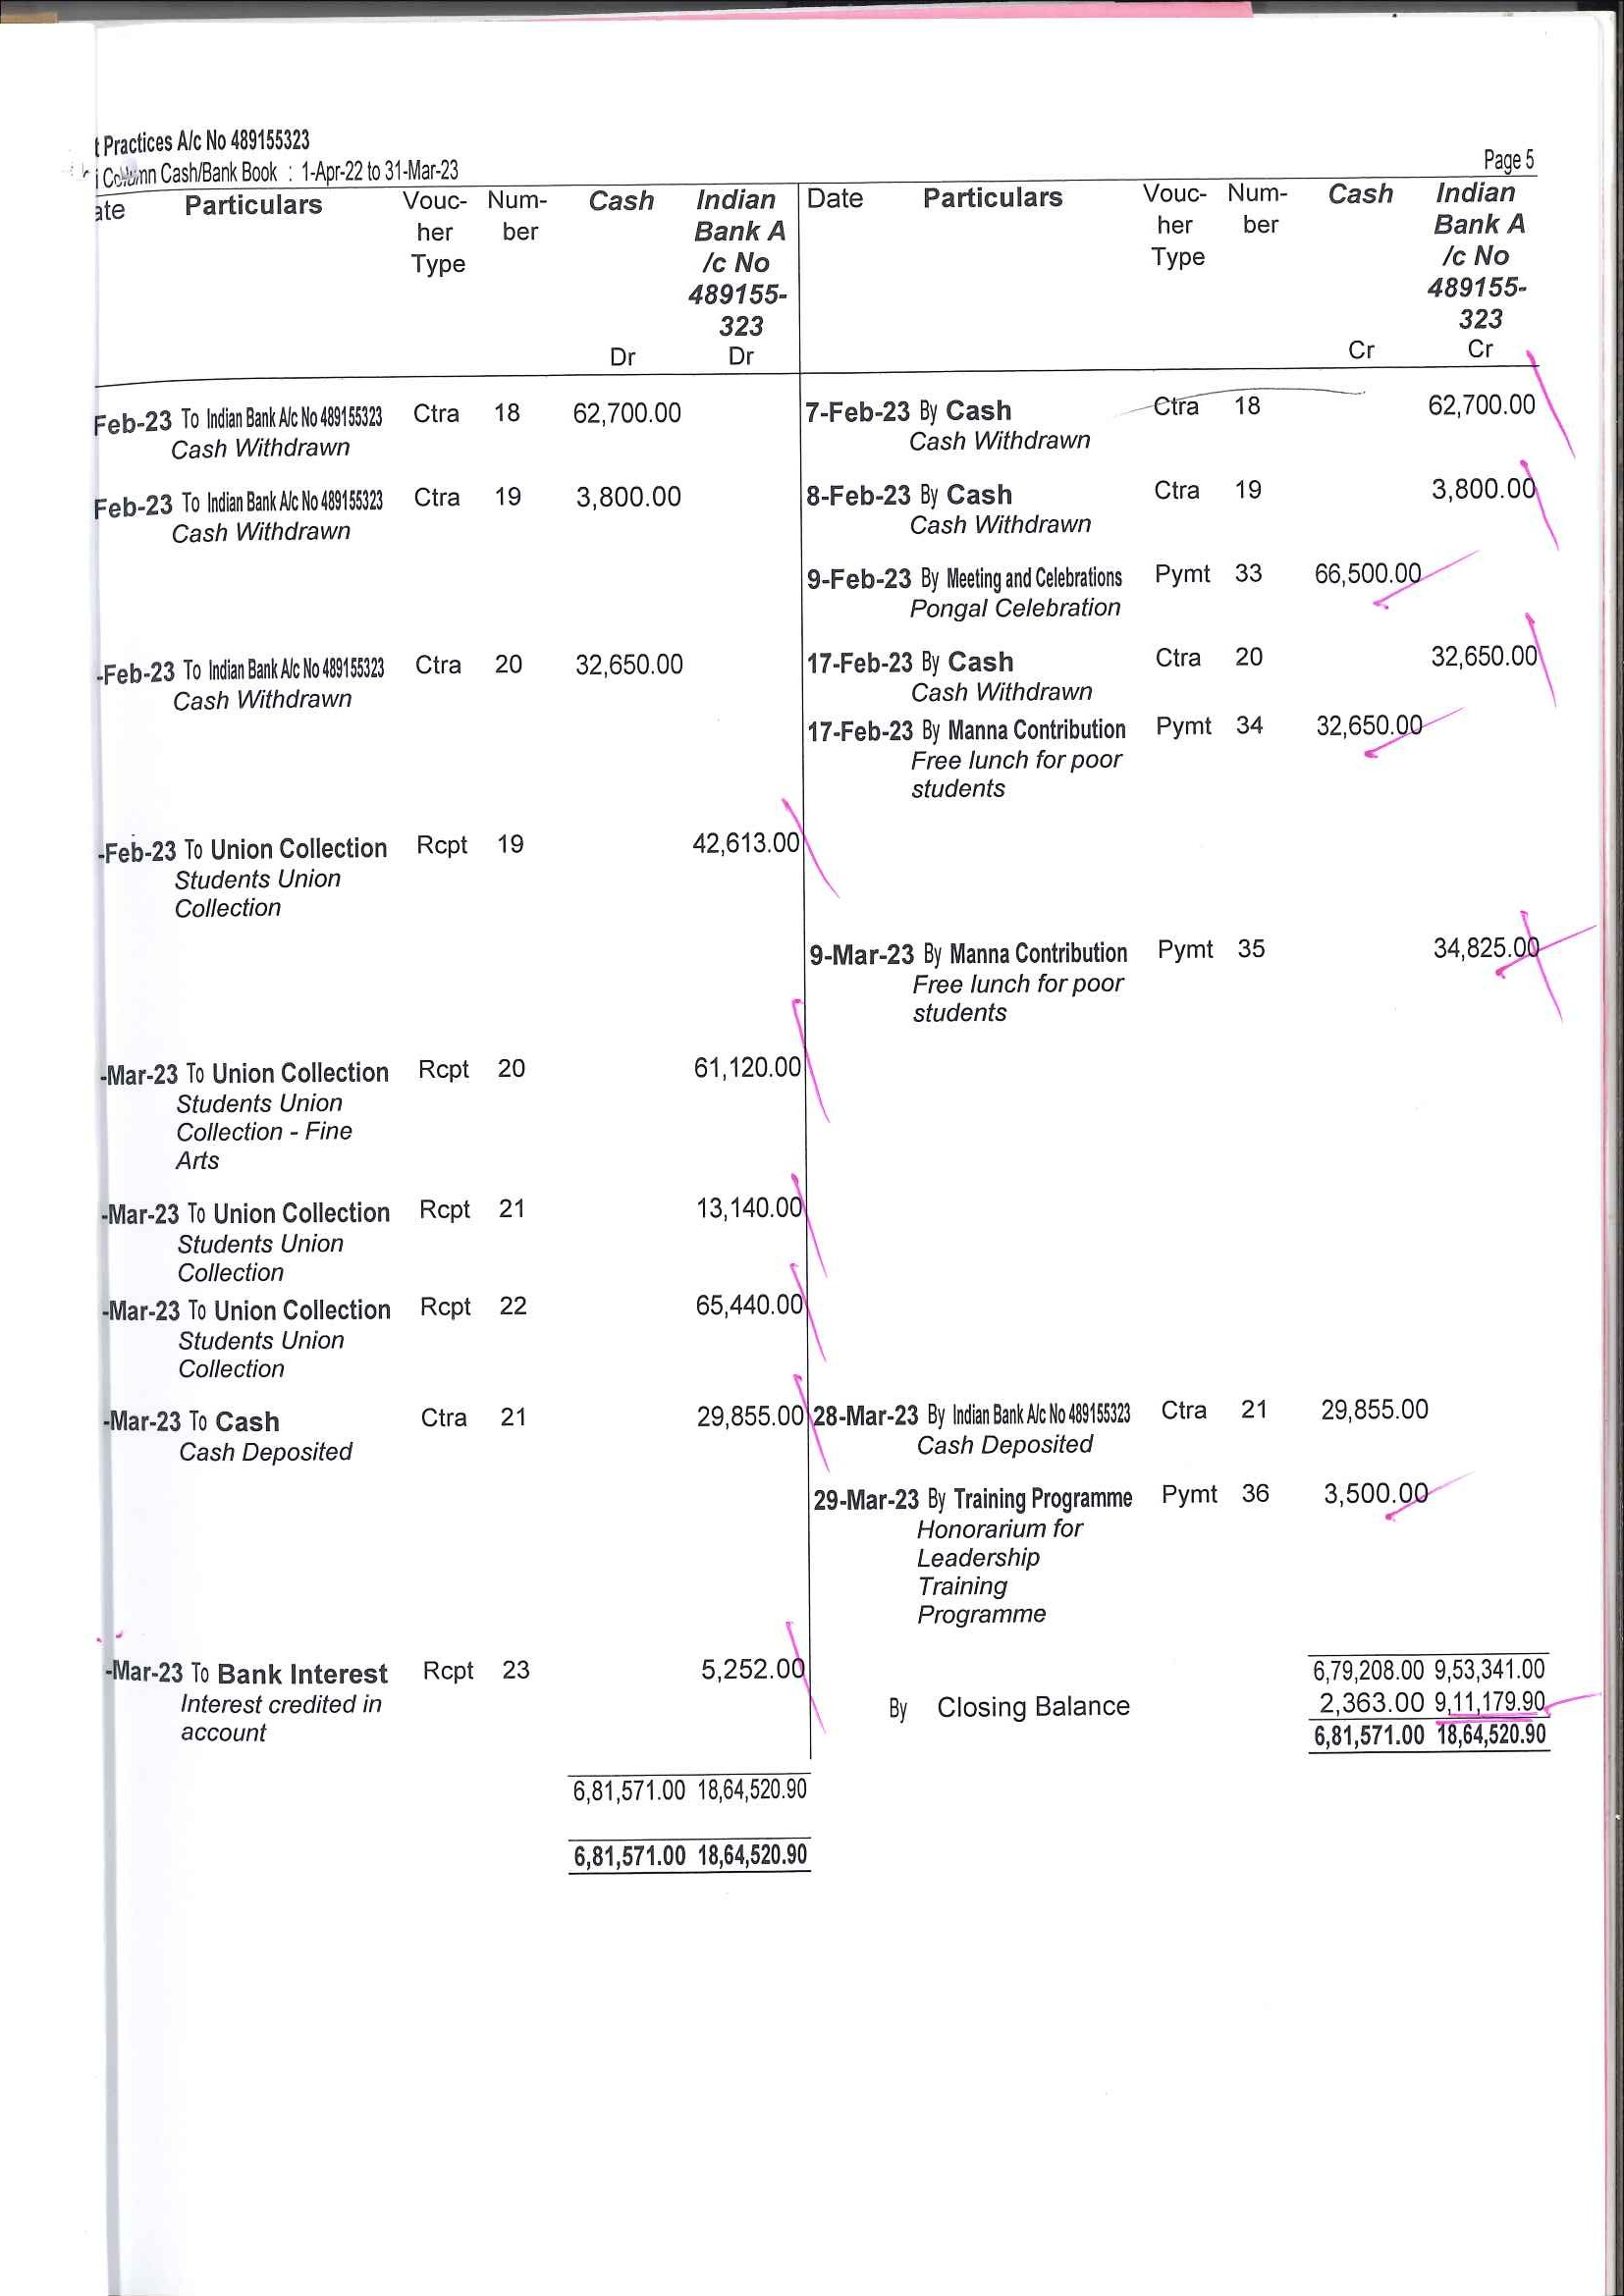 t Practices A/c No 489155323
i Column Cash/Bank Book : 1-Apr-22 to 31-Mar-23
Page 5
ate Particulars Vouc- Num- Cash Indian
her ber Bank A
Type /c No
489155-
323
Dr Dr
Date Particulars Vouc- Num- Cash Indian
her ber Bank A
Type /c No
489155-
323
Cr Cr
Feb-23 To Indian Bank A/c No 489155323 Ctra 18 62,700.00
Cash Withdrawn
7-Feb-23 By Cash Ctra 18 62,700.00
Cash Withdrawn
Feb-23 To Indian Bank A/c No 489155323 Ctra 19 3,800.00
Cash Withdrawn
8-Feb-23 By Cash Ctra 19 3,800.00
Cash Withdrawn
9-Feb-23 By Meeting and Celebrations Pymt 33 66,500.00
Pongal Celebration
-Feb-23 To Indian Bank A/c No 489155323 Ctra 20 32,650.00
Cash Withdrawn
17-Feb-23 By Cash Ctra 20 32,650.00
Cash Withdrawn
17-Feb-23 By Manna Contribution Pymt 34 32,650.00
Free lunch for poor
students
-Feb-23 To Union Collection Rcpt 19 42,613.00
Students Union
Collection
9-Mar-23 By Manna Contribution Pymt 35 34,825.00
Free lunch for poor
students
-Mar-23 To Union Collection Rcpt 20 61,120.00
Students Union
Collection - Fine
Arts
-Mar-23 To Union Collection Rcpt 21 13,140.00
Students Union
Collection
-Mar-23 To Union Collection Rcpt 22 65,440.00
Students Union
Collection
-Mar-23 To Cash Ctra 21 29,855.00
Cash Deposited
28-Mar-23 By Indian Bank A/c No 489155323 Ctra 21 29,855.00
Cash Deposited
29-Mar-23 By Training Programme Pymt 36 3,500.00
Honorarium for
Leadership
Training
Programme
-Mar-23 To Bank Interest Rcpt 23 5,252.00
Interest credited in
account
6,79,208.00 9,53,341.00
By Closing Balance 2,363.00 9,11,179.90
6,81,571.00 18,64,520.90
6,81,571.00 18,64,520.90
6,81,571.00 18,64,520.90